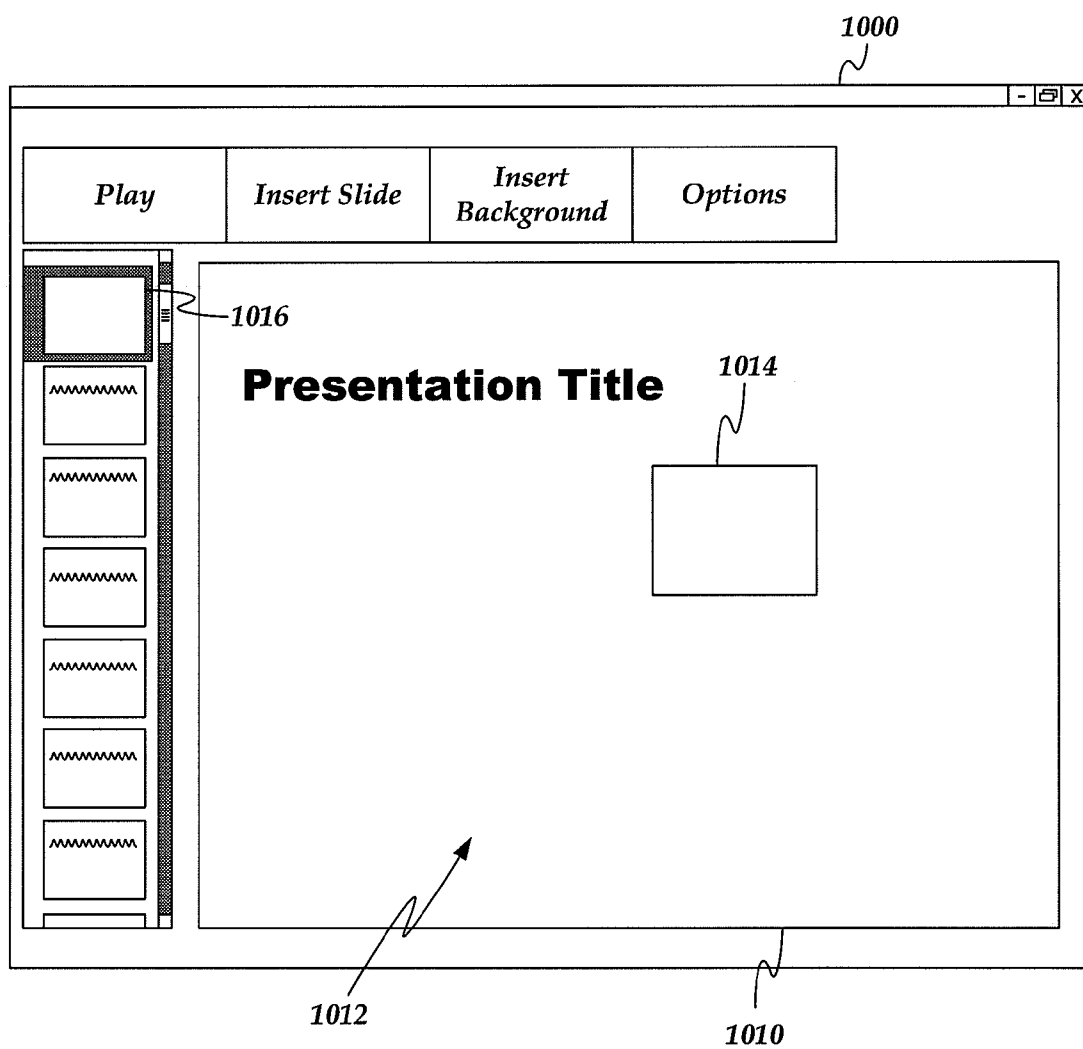 1000
- X
Play
Insert Slide
Insert
Background
Options
1016
Presentation Title
1014
1012
1010